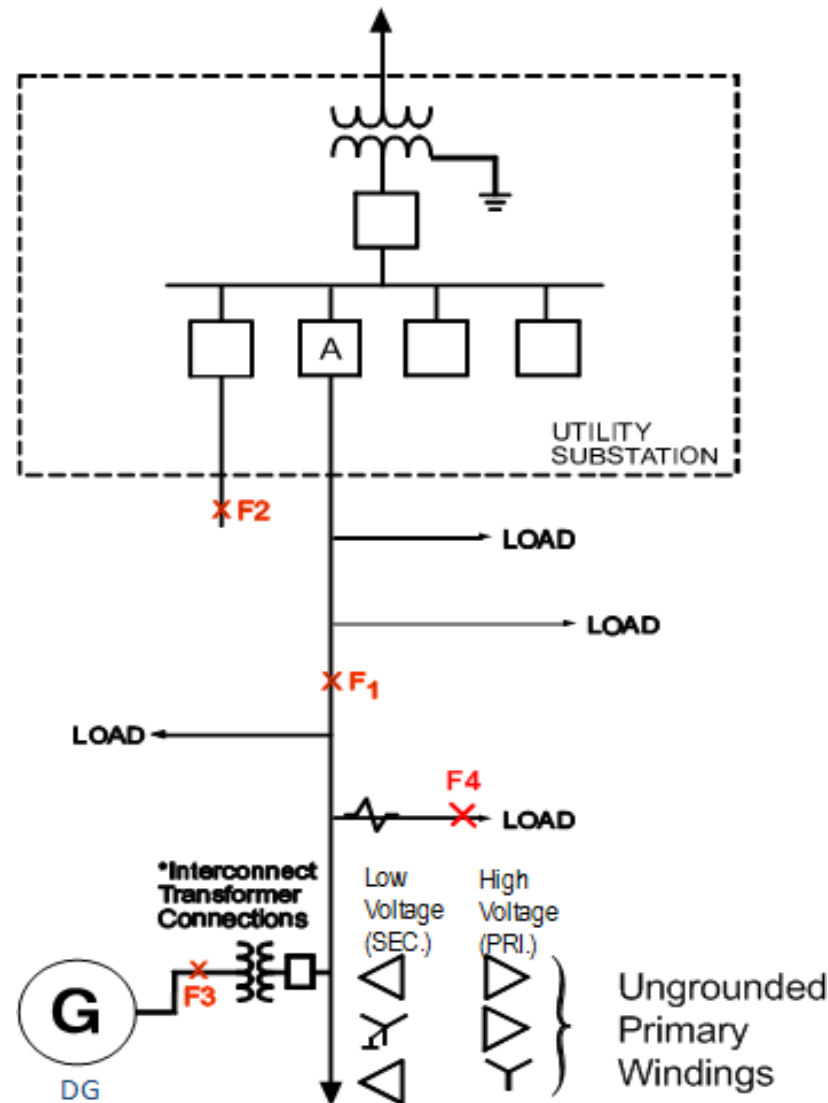 A
UTILITY
SUBSTATION
F2
LOAD
LOAD
F1
LOAD
F4
LOAD
*Interconnect
Transformer
Connections
Low
Voltage
(SEC.)
High
Voltage
(PRI.)
F3
G
DG
Ungrounded
Primary
Windings